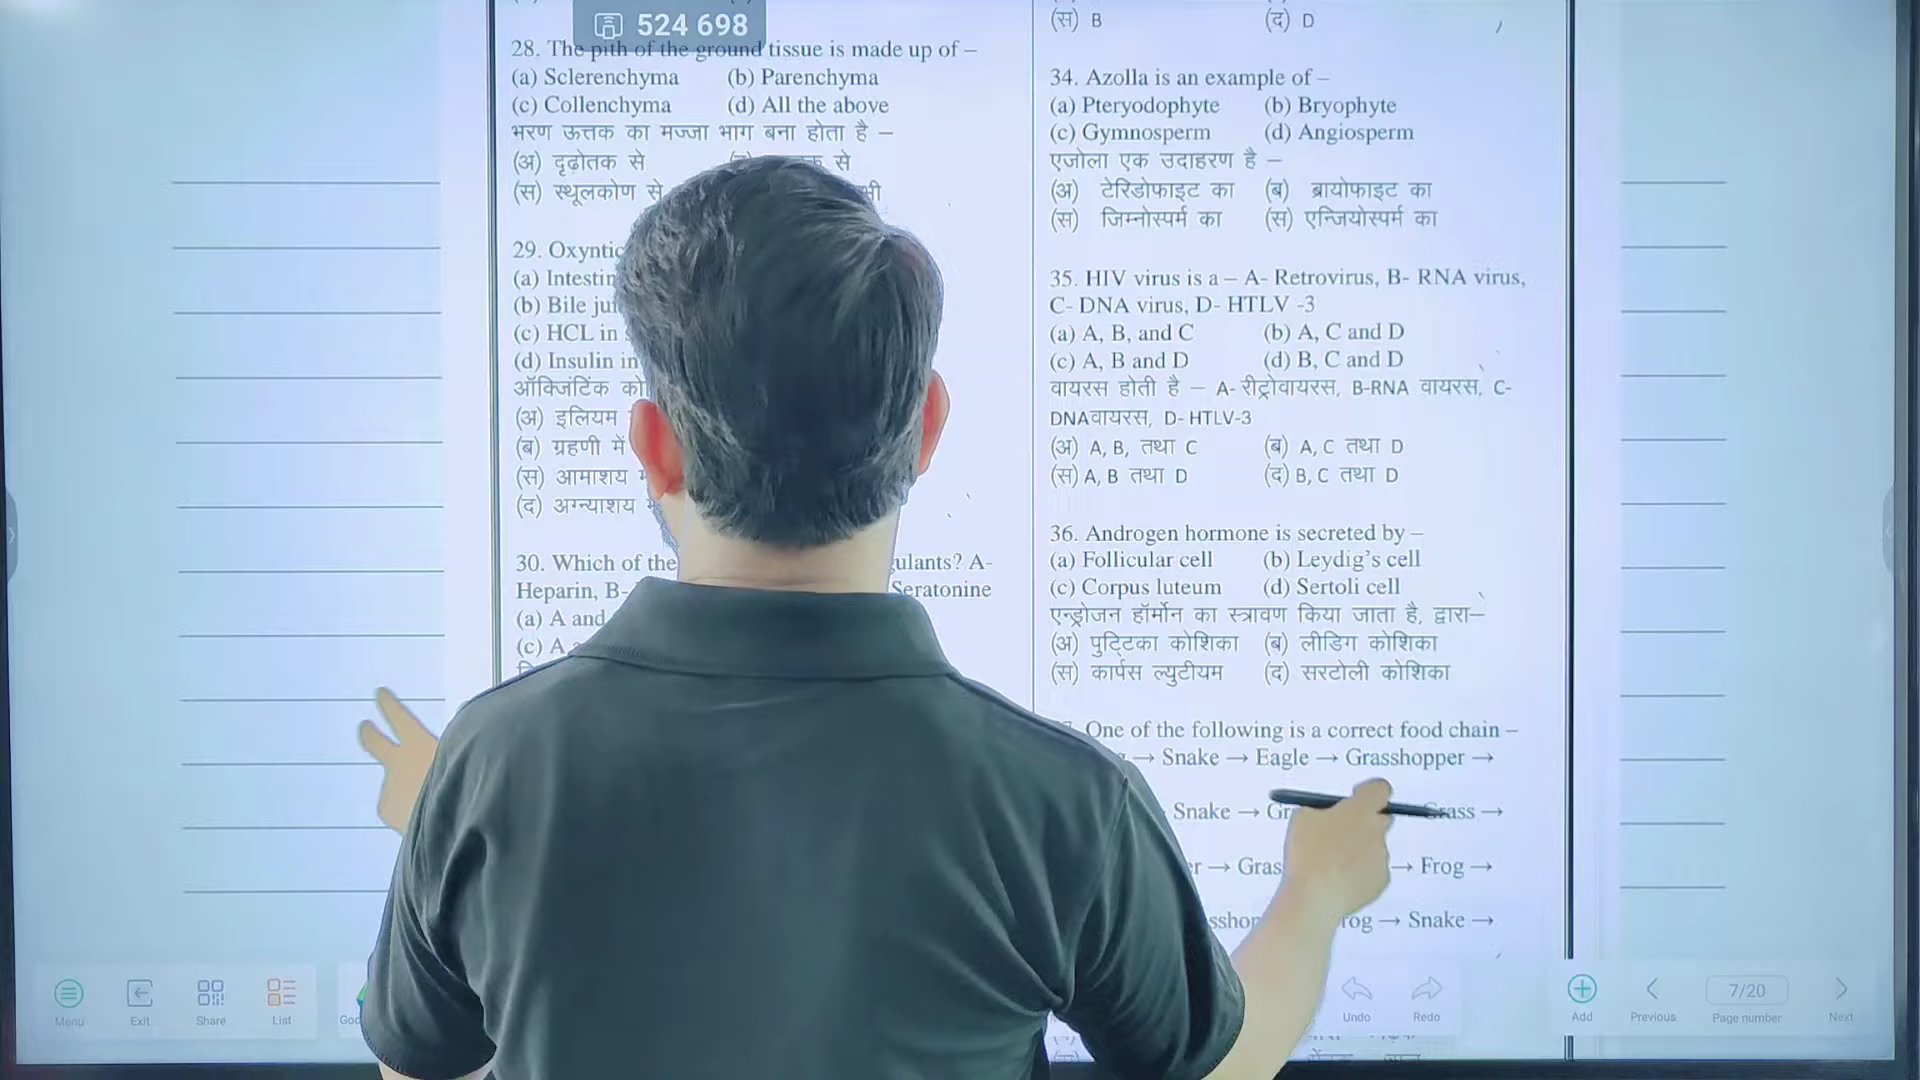 524 698
28. The pith of the ground tissue is made up of –
(a) Sclerenchyma (b) Parenchyma
(c) Collenchyma (d) All the above
भरण ऊत्तक का मज्जा भाग बना होता है –
(अ) दृढ़ोतक से से
(स) स्थूलकोण से
29. Oxyntic
(a)
(b) Bile
(c) HCL in
(d) Insulin in
ऑक्जिंटिक
(अ) इलियम
(ब) ग्रहणी में
(स) आमाशय
(द) अग्न्याशय
30. Which of the A-
Heparin, B- Seratonine
(a) A and
(c) A
(स) B (द) D
34. Azolla is an example of –
(a) Pteryodophyte (b) Bryophyte
(c) Gymnosperm (d) Angiosperm
एजोला एक उदाहरण है –
(अ) टेरिडोफाइट का (ब) ब्रायोफाइट का
(स) जिम्नोस्पर्म का (स) एन्जियोस्पर्म का
35. HIV virus is a – A- Retrovirus, B- RNA virus,
C- DNA virus, D- HTLV -3
(a) A, B, and C (b) A, C and D
(c) A, B and D (d) B, C and D
वायरस होती है – A- रीट्रोवायरस, B-RNA वायरस, C-
DNAवायरस, D- HTLV-3
(अ) A, B, तथा C (ब) A, C तथा D
(स) A, B तथा D (द) B, C तथा D
36. Androgen hormone is secreted by –
(a) Follicular cell (b) Leydig's cell
(c) Corpus luteum (d) Sertoli cell
एन्ड्रोजन हॉर्मोन का स्त्रावण किया जाता है, द्वारा–
(अ) पुट्टिका कोशिका (ब) लीडिग कोशिका
(स) कार्पस ल्युटीयम (द) सरटोली कोशिका
One of the following is a correct food chain –
→ Snake → Eagle → Grasshopper →
Snake → Grass →
→ → Frog →
→ Snake →
Menu Exit Share List Undo Redo Add Previous 7/20 Page number Next